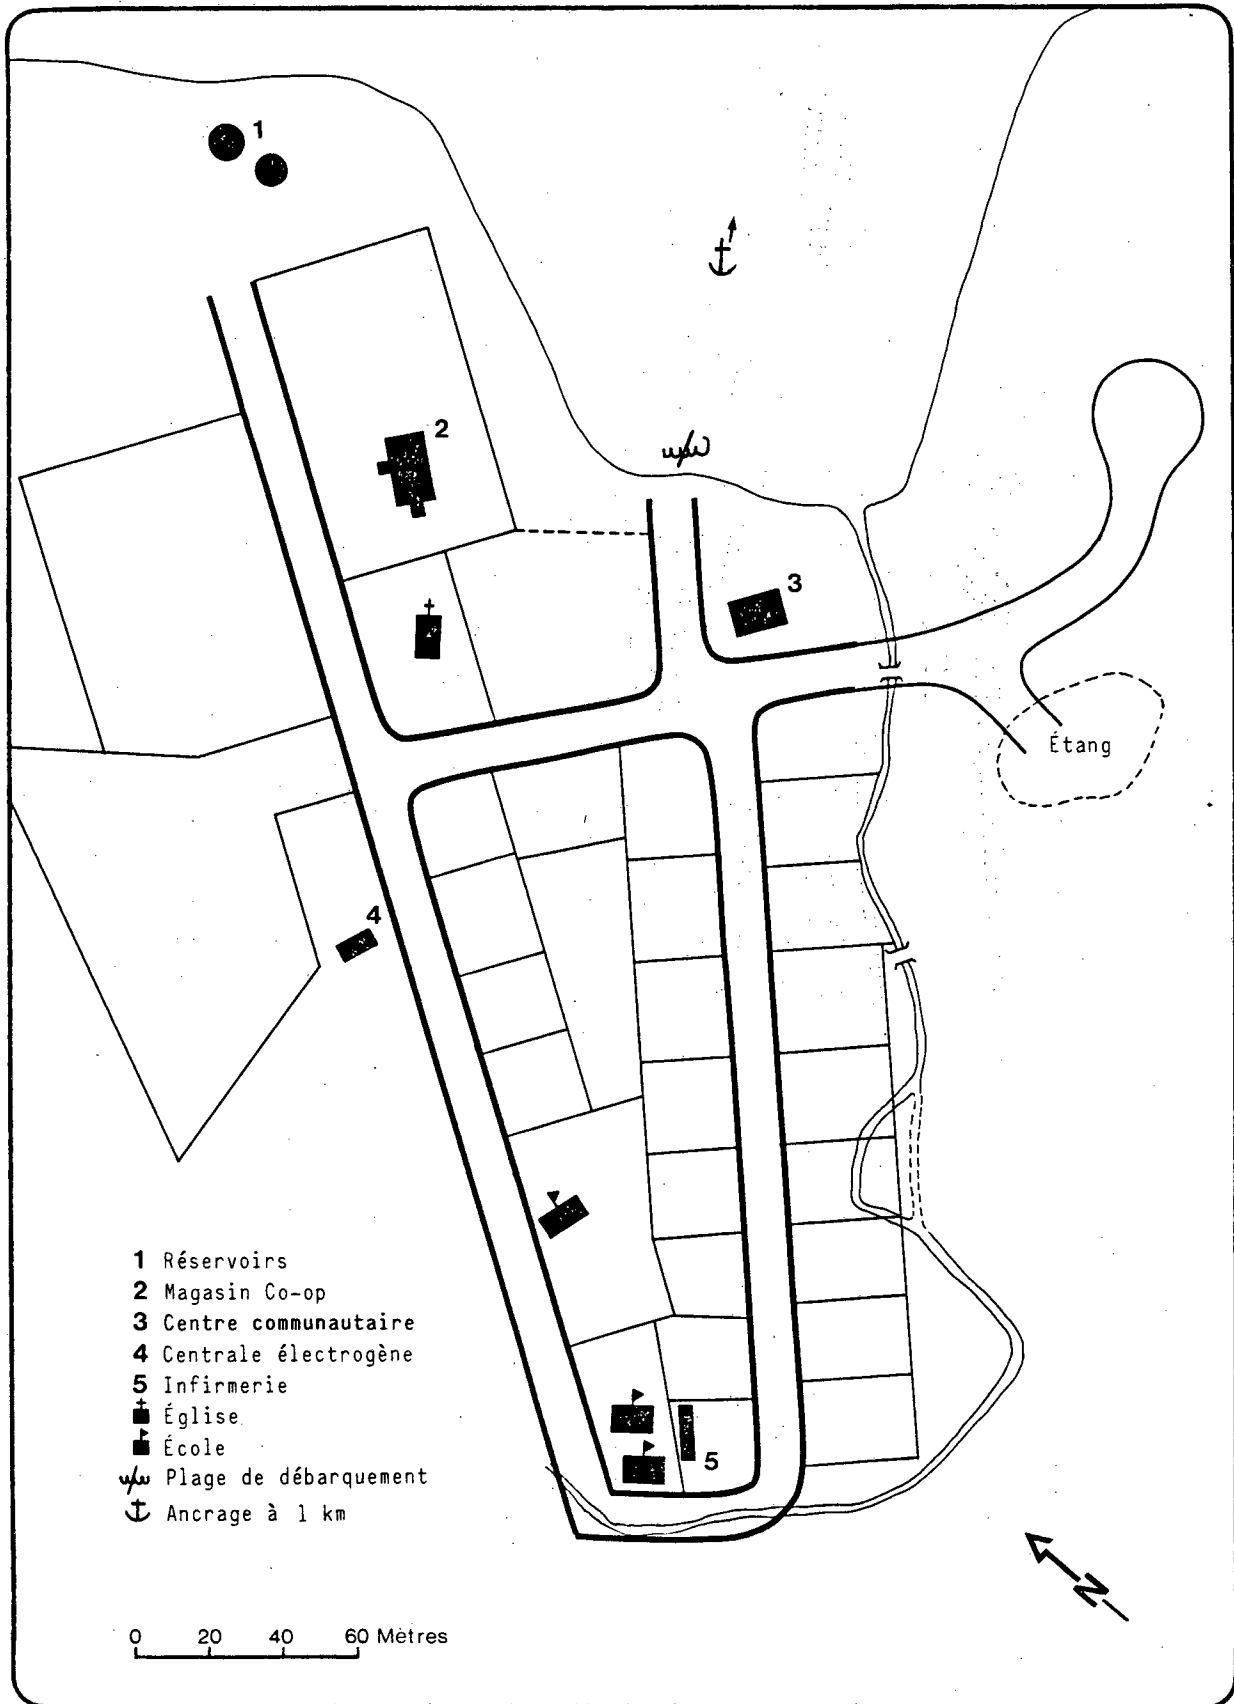 1
2
3
Étang
4
5
1 Réservoirs
2 Magasin Co-op
3 Centre communautaire
4 Centrale électrogène
5 Infirmerie
Église
École
Plage de débarquement
Ancrage à 1 km
N
0 20 40 60 Mètres